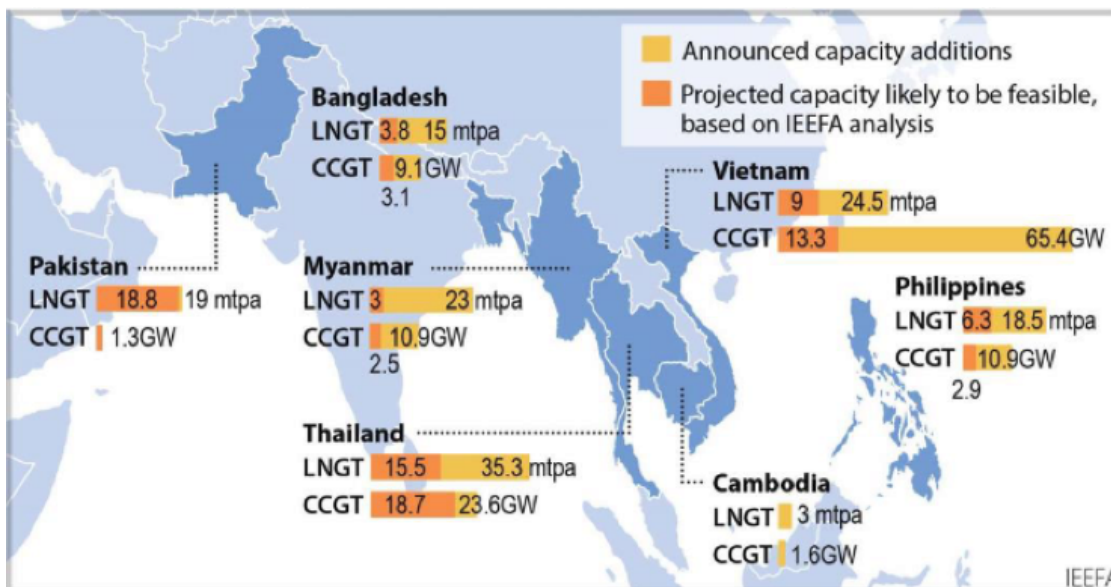 Announced capacity additions
Projected capacity likely to be feasible,
based on IEEFA analysis
Bangladesh
LNGT 3.8 15 mtpa
CCGT 9.1GW
3.1
Vietnam
LNGT 9 24.5 mtpa
CCGT 13.3 65.4GW
Pakistan
LNGT 18.8 19 mtpa
CCGT 1.3GW
Myanmar
LNGT 3 23 mtpa
CCGT 10.9GW
2.5
Philippines
LNGT 6.3 18.5 mtpa
CCGT 10.9GW
2.9
Thailand
LNGT 15.5 35.3 mtpa
CCGT 18.7 23.6GW
Cambodia
LNGT 3 mtpa
CCGT 1.6GW
IEEFA